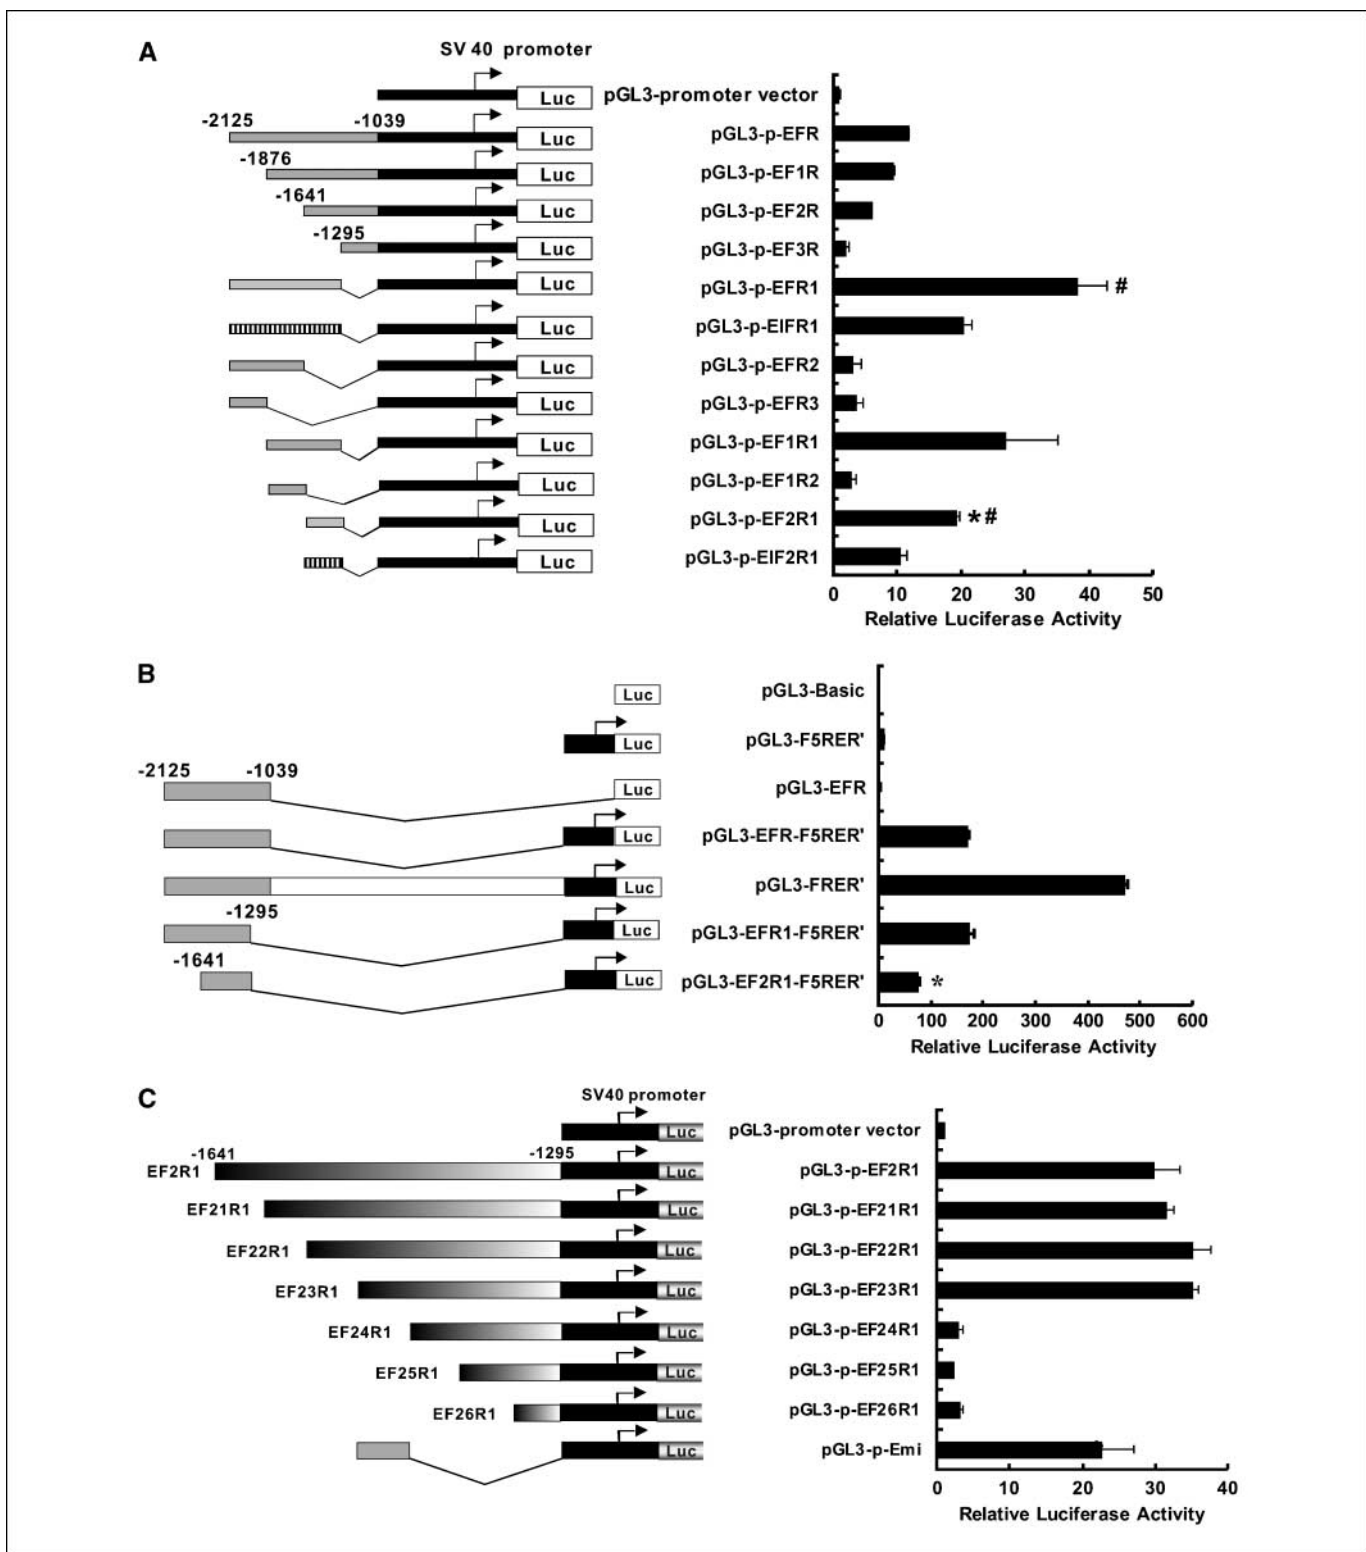 A
SV 40 promoter
Luc pGL3-promoter vector
-2125 -1039
Luc pGL3-p-EFR
-1876
Luc pGL3-p-EF1R
-1641
Luc pGL3-p-EF2R
-1295
Luc pGL3-p-EF3R
Luc pGL3-p-EFR1 #
Luc pGL3-p-EIFR1
Luc pGL3-p-EFR2
Luc pGL3-p-EFR3
Luc pGL3-p-EF1R1
Luc pGL3-p-EF1R2
Luc pGL3-p-EF2R1 *#
Luc pGL3-p-EIF2R1
0 10 20 30 40 50
Relative Luciferase Activity
B
Luc pGL3-Basic
Luc pGL3-F5RER'
-2125 -1039
Luc pGL3-EFR
Luc pGL3-EFR-F5RER'
Luc pGL3-FRER'
-1295
Luc pGL3-EFR1-F5RER'
-1641
Luc pGL3-EF2R1-F5RER' *
0 100 200 300 400 500 600
Relative Luciferase Activity
C
SV40 promoter
Luc pGL3-promoter vector
-1641 -1295
EF2R1 Luc pGL3-p-EF2R1
EF21R1 Luc pGL3-p-EF21R1
EF22R1 Luc pGL3-p-EF22R1
EF23R1 Luc pGL3-p-EF23R1
EF24R1 Luc pGL3-p-EF24R1
EF25R1 Luc pGL3-p-EF25R1
EF26R1 Luc pGL3-p-EF26R1
Luc pGL3-p-Emi
0 10 20 30 40
Relative Luciferase Activity